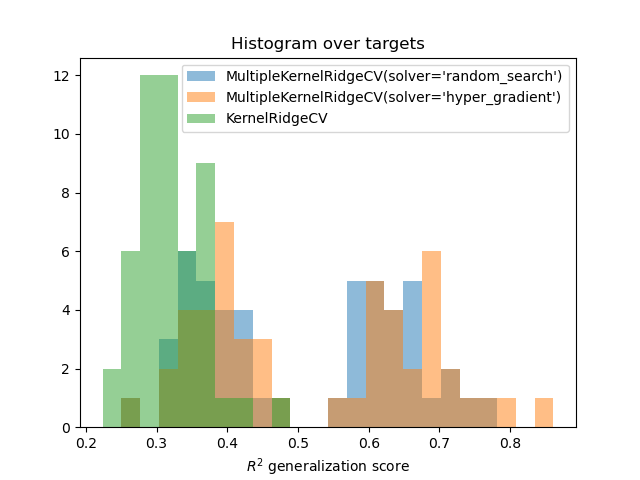 Histogram over targets
MultipleKernelRidgeCV(solver='random_search')
MultipleKernelRidgeCV(solver='hyper_gradient')
KernelRidgeCV
12
10
8
6
4
2
0
0.2 0.3 0.4 0.5 0.6 0.7 0.8
R² generalization score